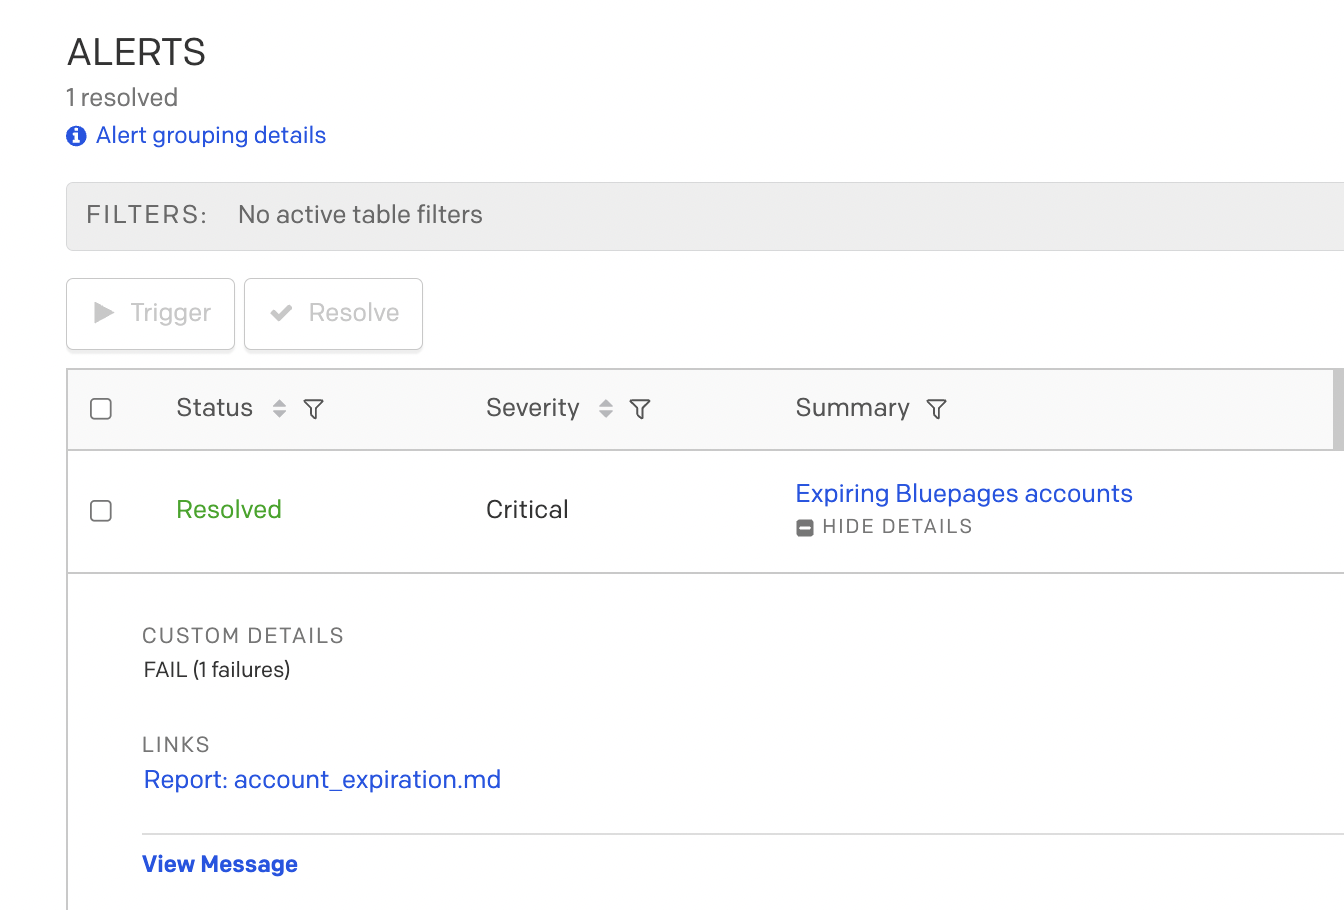 ALERTS
1 resolved
Alert grouping details
FILTERS: No active table filters
Trigger Resolve
Status Severity Summary
Resolved Critical Expiring Bluepages accounts
HIDE DETAILS
CUSTOM DETAILS
FAIL (1 failures)
LINKS
Report: account_expiration.md
View Message